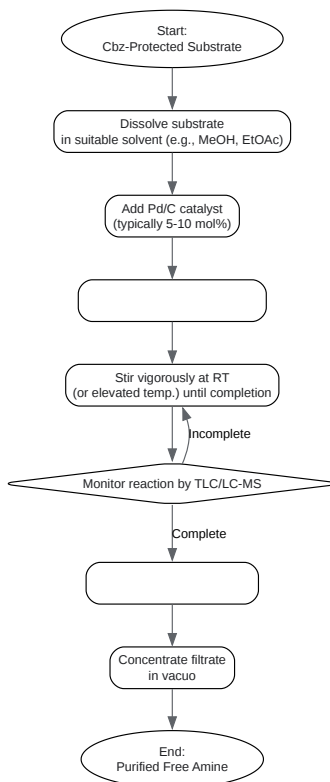 Start:
Cbz-Protected Substrate
Dissolve substrate
in suitable solvent (e.g., MeOH, EtOAc)
Add Pd/C catalyst
(typically 5-10 mol%)
Stir vigorously at RT
(or elevated temp.) until completion
Incomplete
Monitor reaction by TLC/LC-MS
Complete
Concentrate filtrate
in vacuo
End:
Purified Free Amine